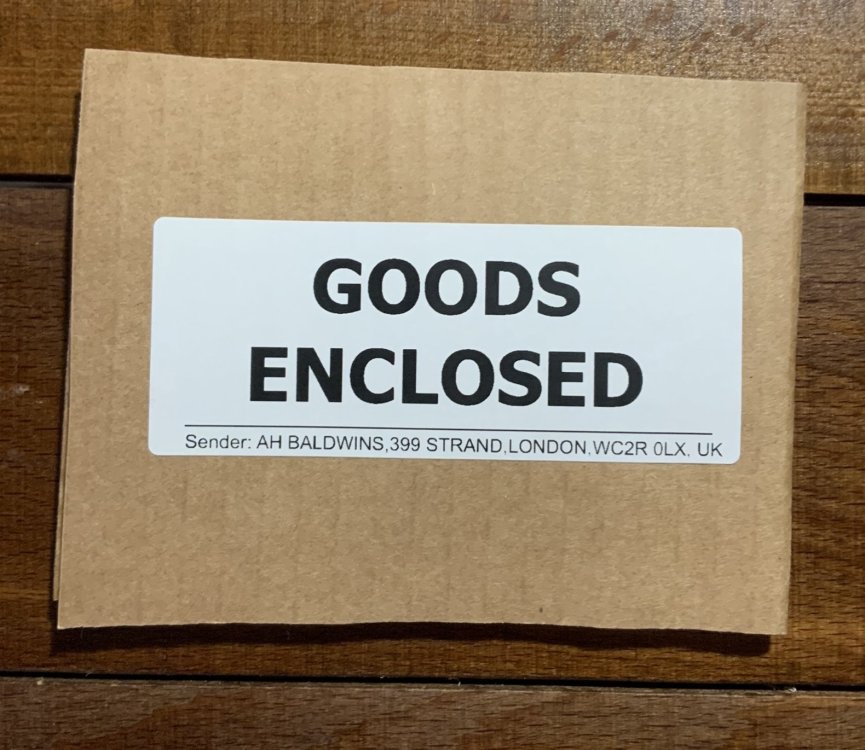 GOODS
ENCLOSED
Sender: AH BALDWINS,399 STRAND,LONDON,WC2R 0LX, UK